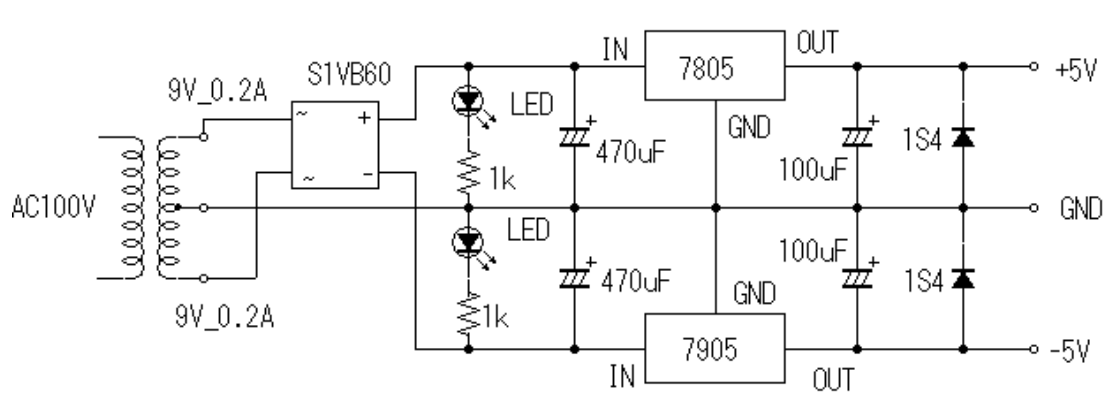 IN
OUT
7805
+5V
S1VB60
9V_0.2A
LED
~
+
+
+
GND
470uF
100uF
1S4
1k
~
-
AC100V
GND
LED
+
+
100uF
470uF
GND
1S4
9V_0.2A
1k
7905
-5V
IN
OUT